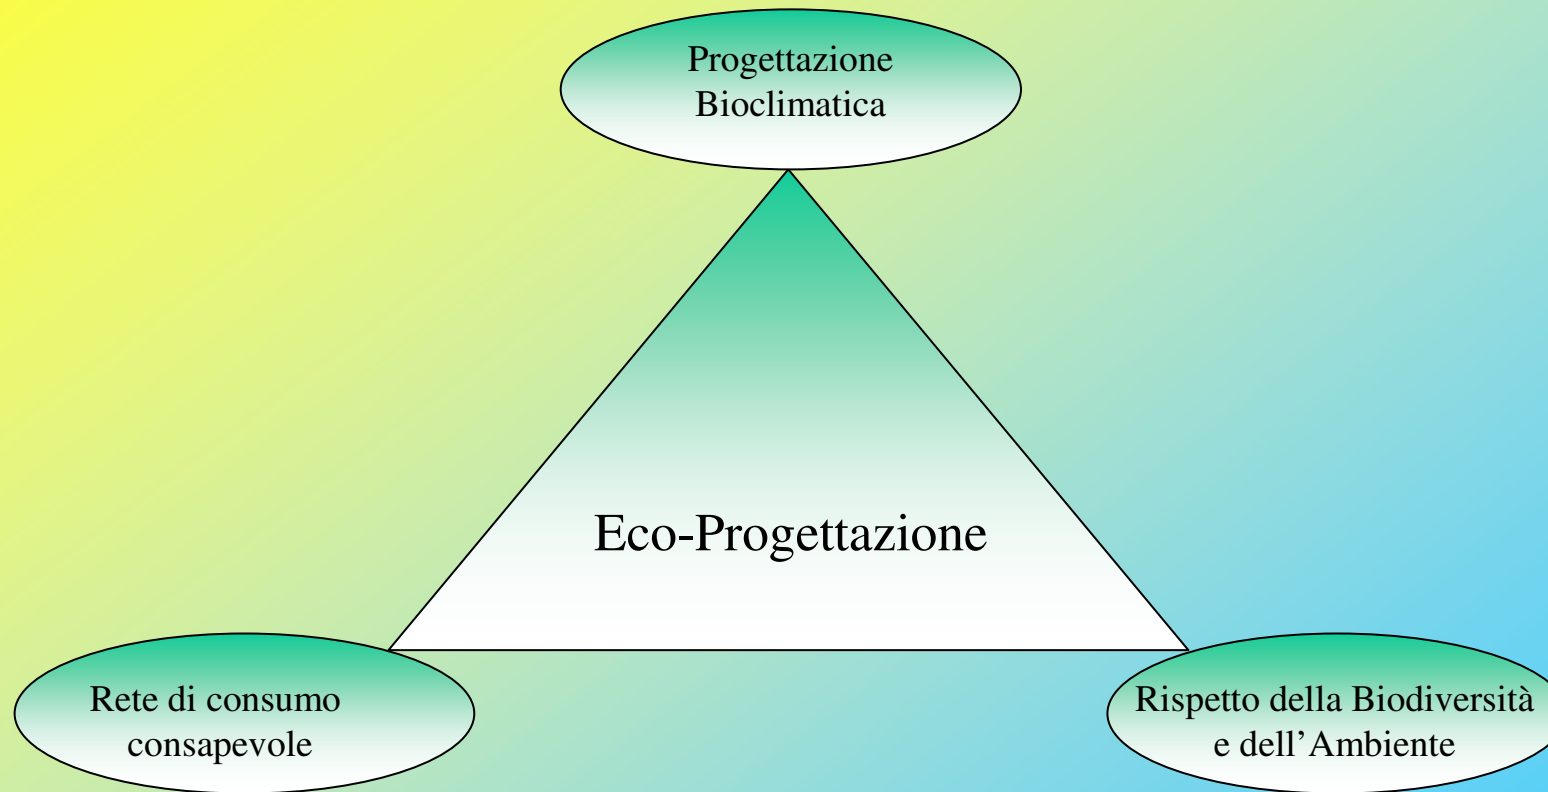 Progettazione
Bioclimatica
Eco-Progettazione
Rete di consumo
consapevole
Rispetto della Biodiversità
e dell’Ambiente